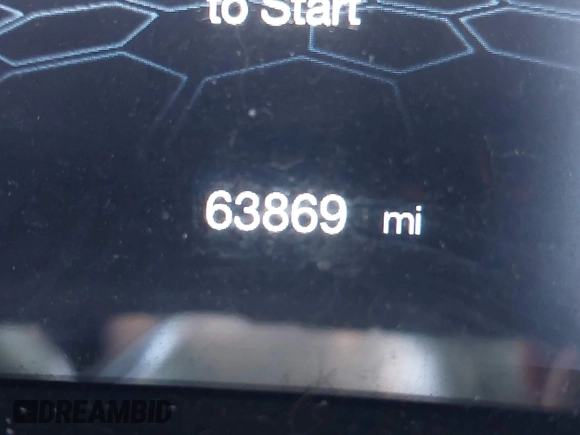 to Start
63869 mi
DREAMBID